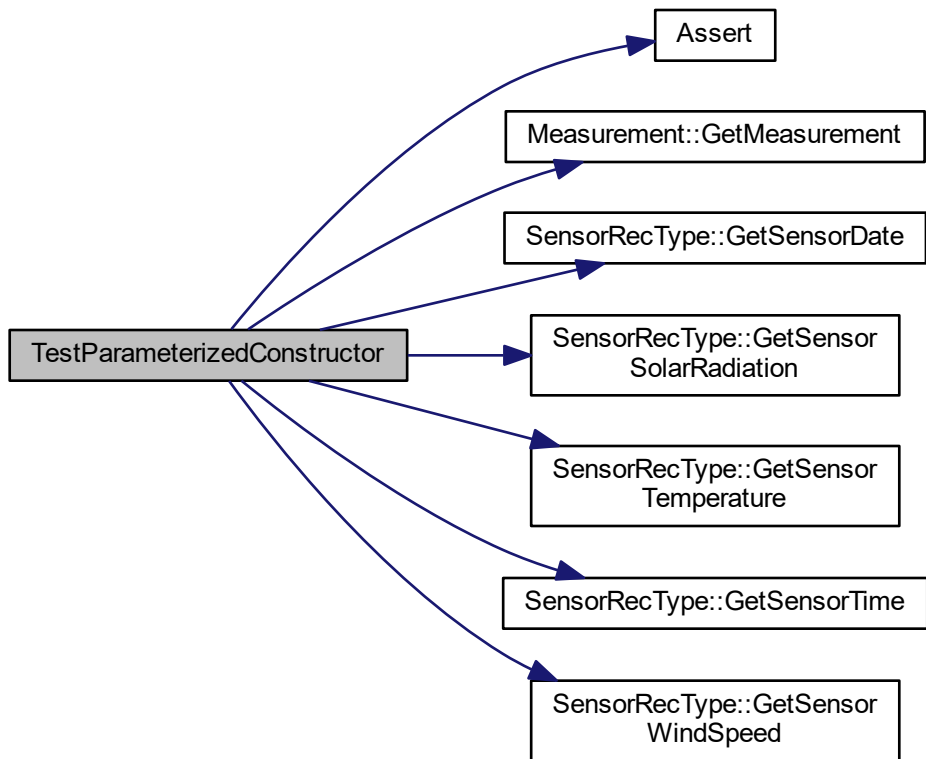 Assert
Measurement::GetMeasurement
SensorRecType::GetSensorDate
TestParameterizedConstructor
SensorRecType::GetSensor
SolarRadiation
SensorRecType::GetSensor
Temperature
SensorRecType::GetSensorTime
SensorRecType::GetSensor
WindSpeed